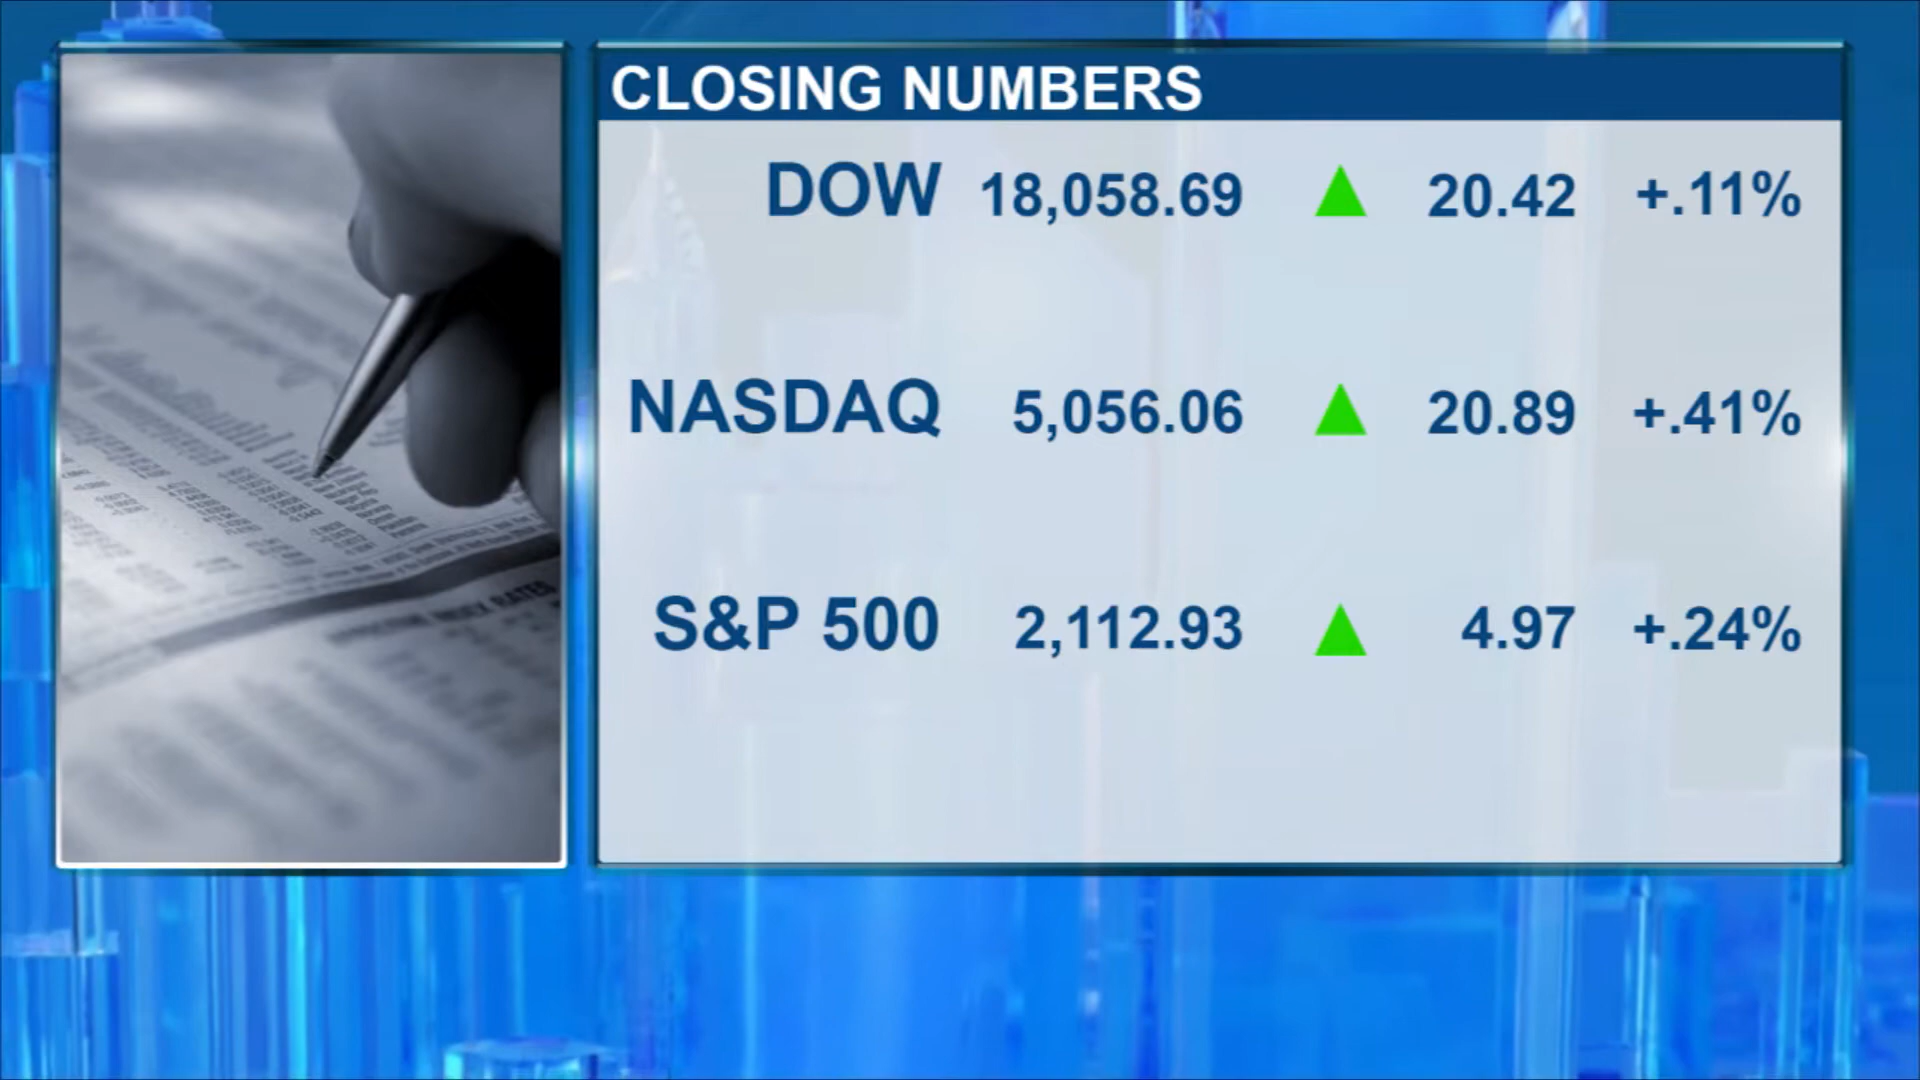 CLOSING NUMBERS
DOW 18,058.69 ▲ 20.42 +.11%
NASDAQ 5,056.06 ▲ 20.89 +.41%
S&P 500 2,112.93 ▲ 4.97 +.24%